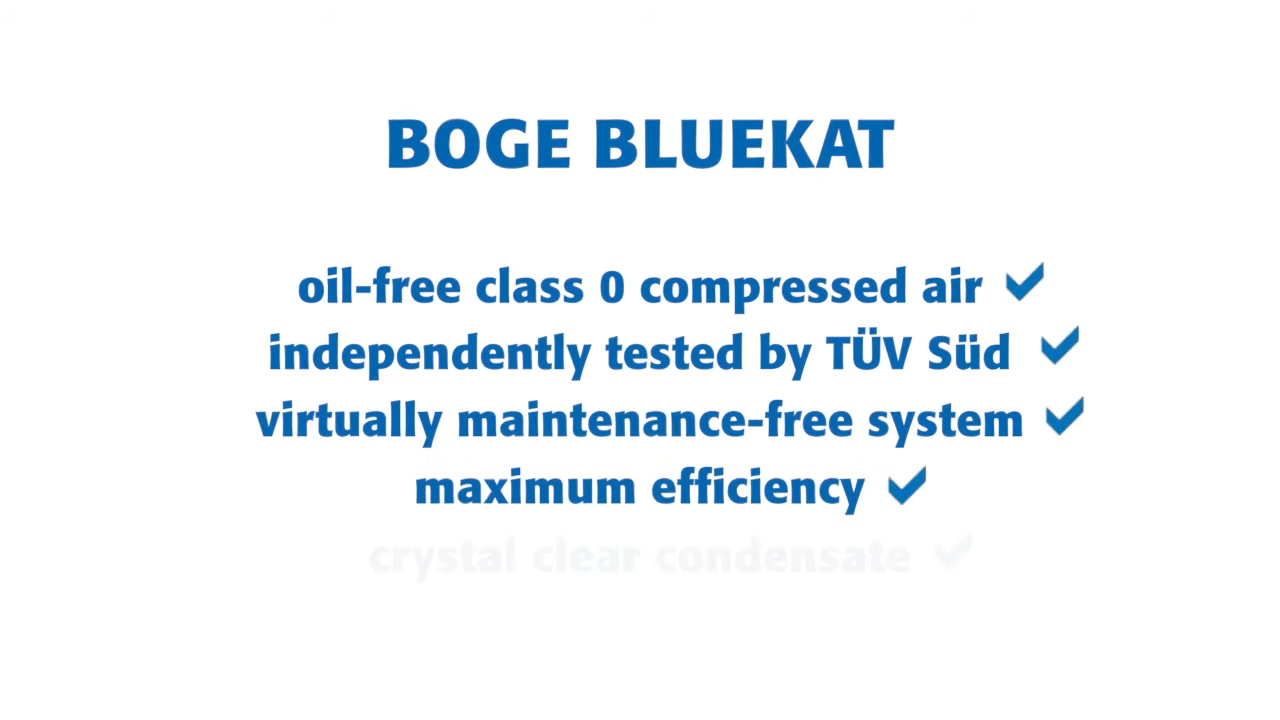 BOGE BLUEKAT
oil-free class 0 compressed air
independently tested by TÜV Süd
virtually maintenance-free system
maximum efficiency
crystal clear condensate